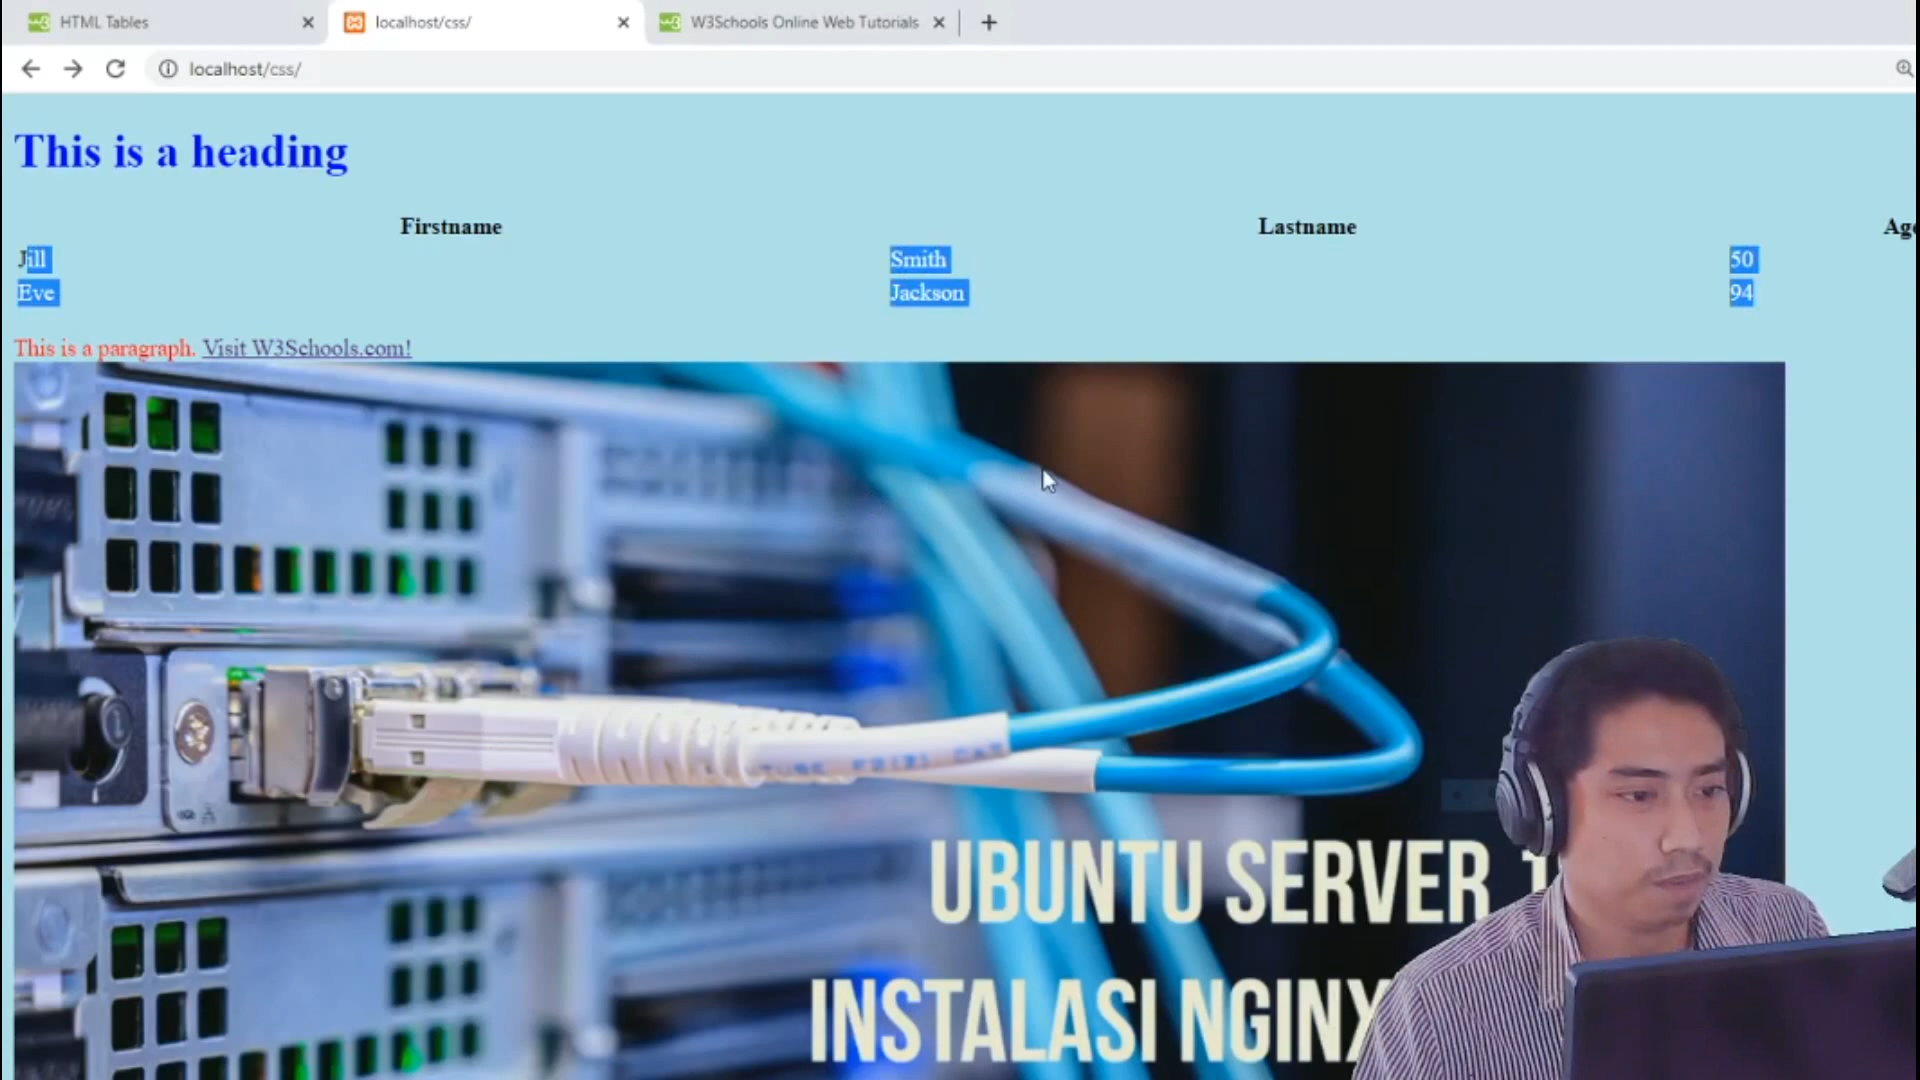 HTML Tables
localhost/css/
W3Schools Online Web Tutorials
localhost/css/
This is a heading
Firstname Lastname Age
Jill Smith 50
Eve Jackson 94
This is a paragraph. Visit W3Schools.com!
UBUNTU SERVER
INSTALASI NGINX